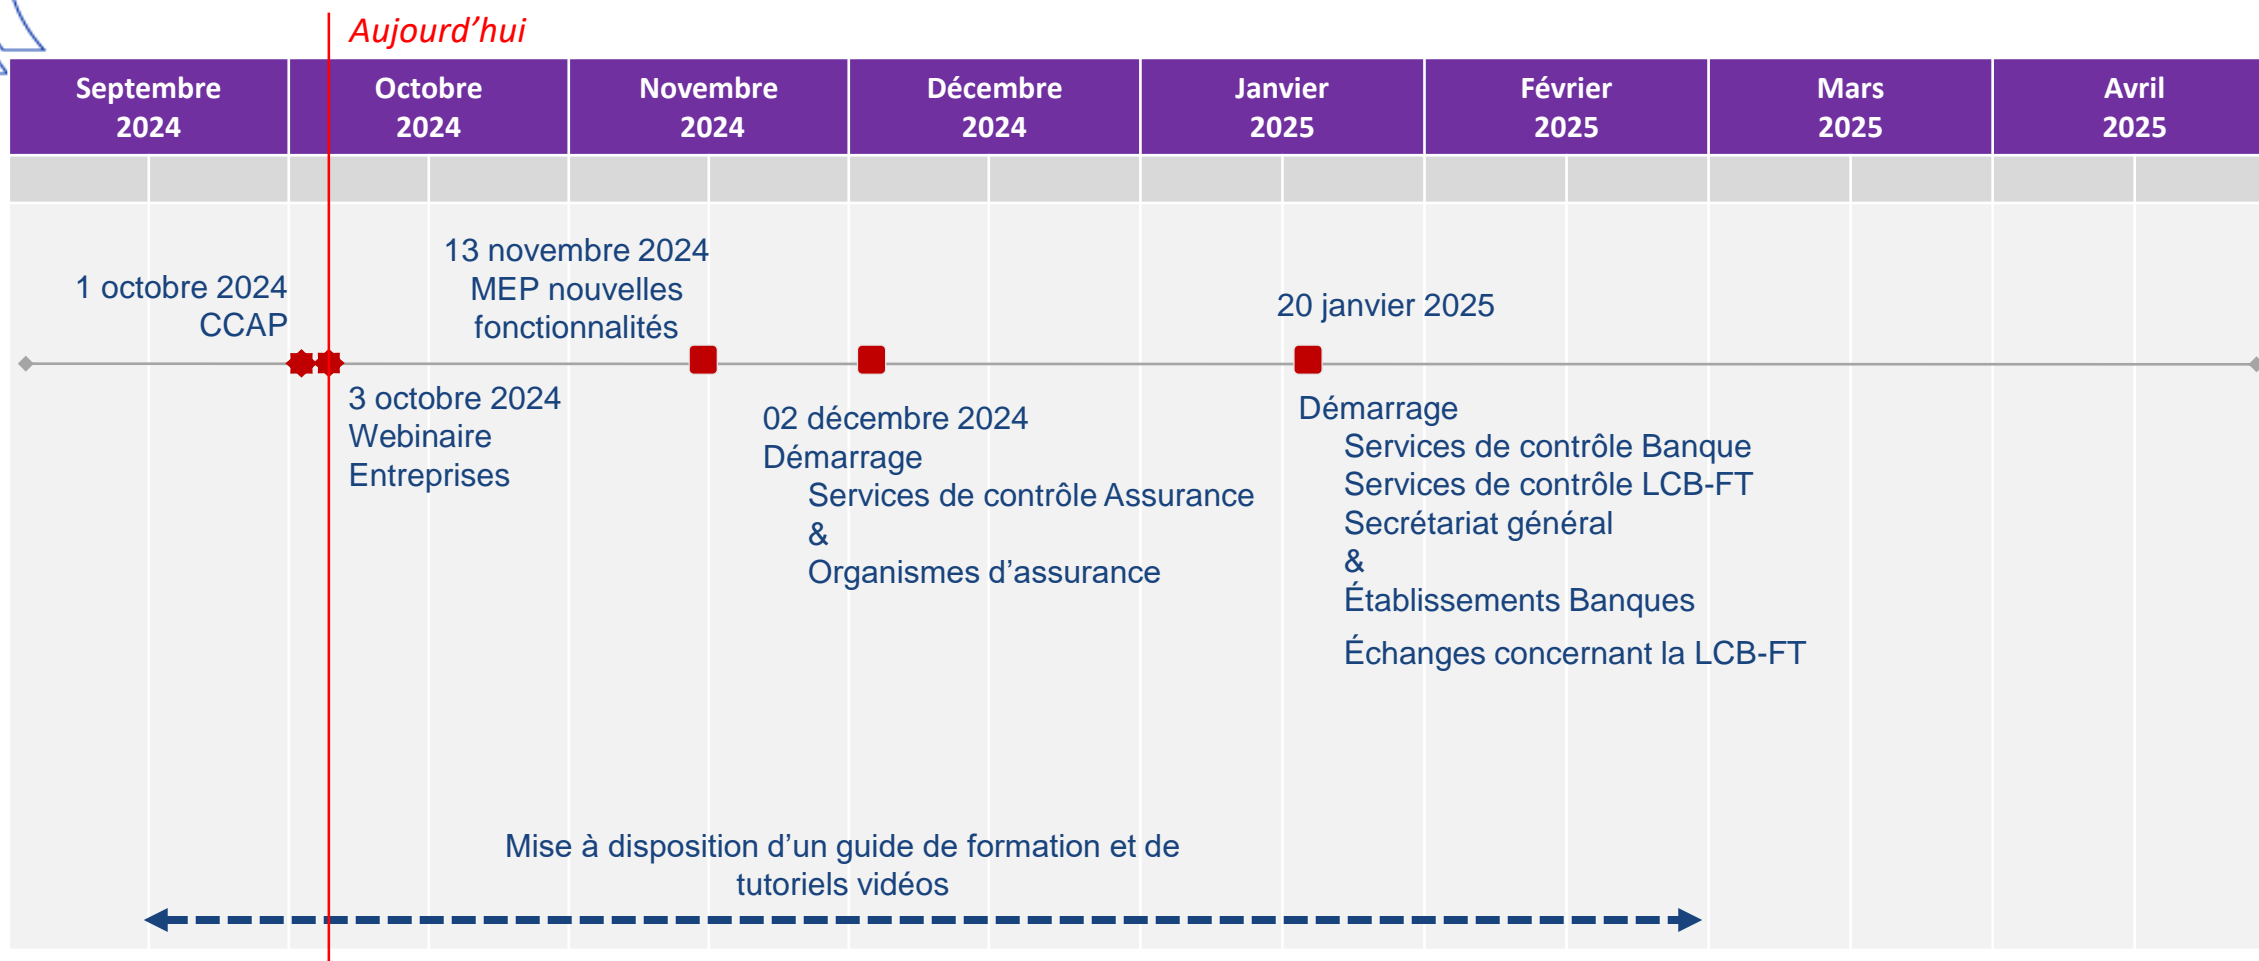 Aujourd’hui
Septembre
2024
Octobre
2024
Novembre
2024
Décembre
2024
Janvier
2025
Février
2025
Mars
2025
Avril
2025
1 octobre 2024
CCAP
13 novembre 2024
MEP nouvelles
fonctionnalités
20 janvier 2025
3 octobre 2024
Webinaire
Entreprises
02 décembre 2024
Démarrage
Services de contrôle Assurance
&
Organismes d’assurance
Démarrage
Services de contrôle Banque
Services de contrôle LCB-FT
Secrétariat général
&
Établissements Banques
Échanges concernant la LCB-FT
Mise à disposition d’un guide de formation et de
tutoriels vidéos